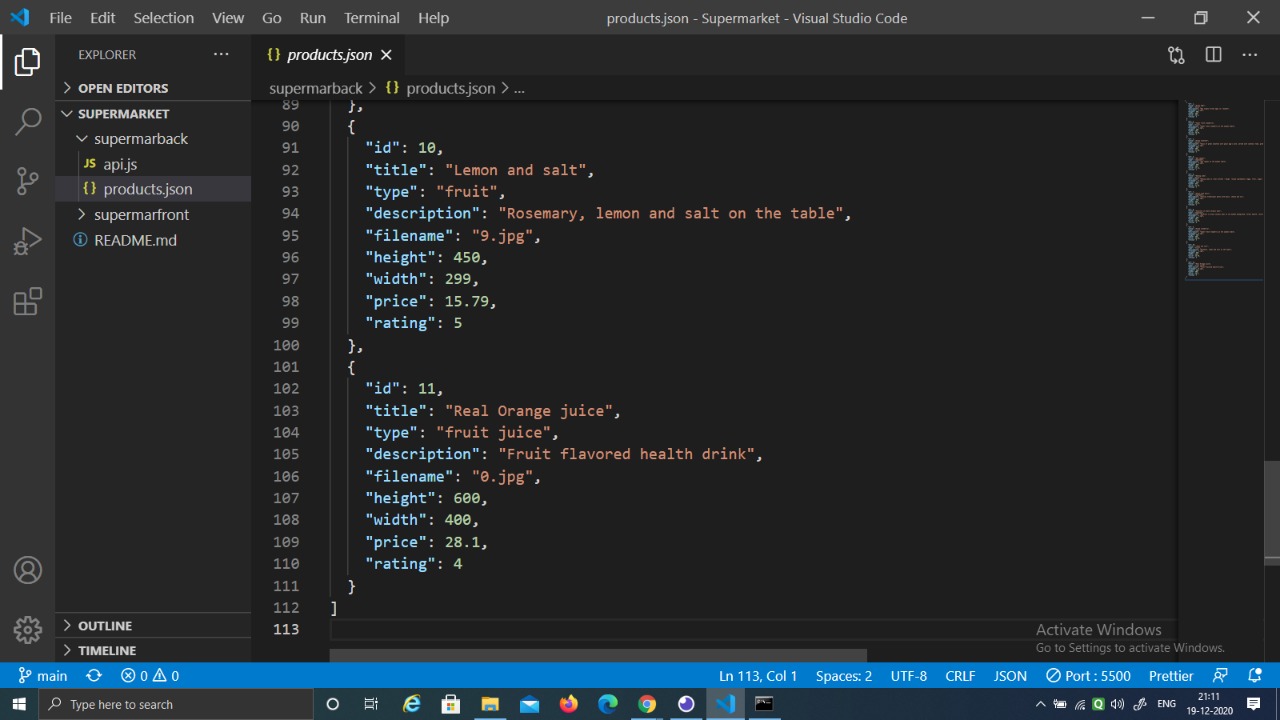 File Edit Selection View Go Run Terminal Help products.json - Supermarket - Visual Studio Code
EXPLORER
OPEN EDITORS
SUPERMARKET
supermarback
JS api.js
{} products.json
supermarfront
README.md
OUTLINE
TIMELINE
{} products.json
supermarback > {} products.json > ...
89 },
90 {
91 "id": 10,
92 "title": "Lemon and salt",
93 "type": "fruit",
94 "description": "Rosemary, lemon and salt on the table",
95 "filename": "9.jpg",
96 "height": 450,
97 "width": 299,
98 "price": 15.79,
99 "rating": 5
100 },
101 {
102 "id": 11,
103 "title": "Real Orange juice",
104 "type": "fruit juice",
105 "description": "Fruit flavored health drink",
106 "filename": "0.jpg",
107 "height": 600,
108 "width": 400,
109 "price": 28.1,
110 "rating": 4
111 }
112 ]
113
Activate Windows
Go to Settings to activate Windows.
main 0 0 Ln 113, Col 1 Spaces: 2 UTF-8 CRLF JSON Port : 5500 Prettier
Type here to search ENG 21:11
19-12-2020